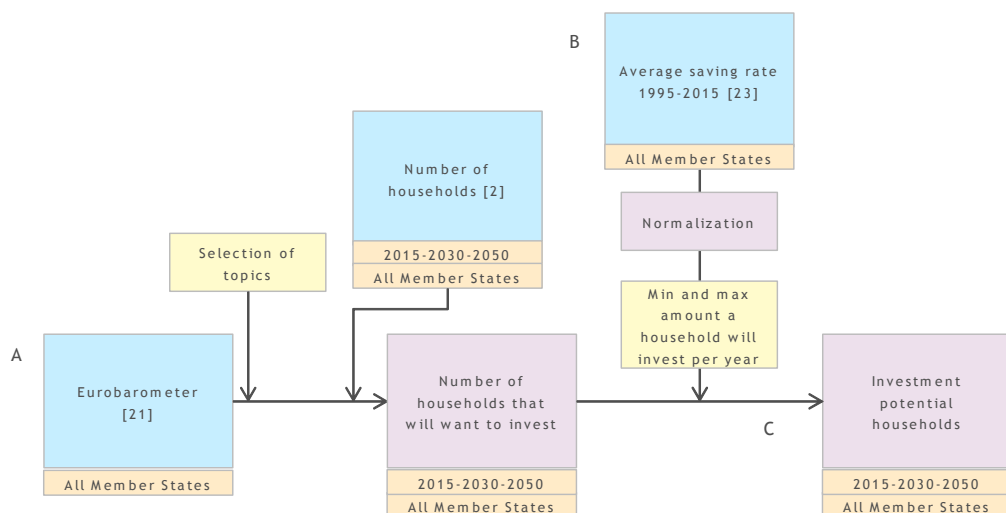 B
Average saving rate
1995-2015 [23]
All Member States
Number of
households [2]
2015-2030-2050
All Member States
Normalization
Selection of
topics
Min and max
amount a
household will
invest per year
A
Eurobarometer
[21]
All Member States
Number of
households that
will want to invest
2015-2030-2050
All Member States
C
Investment
potential
households
2015-2030-2050
All Member States